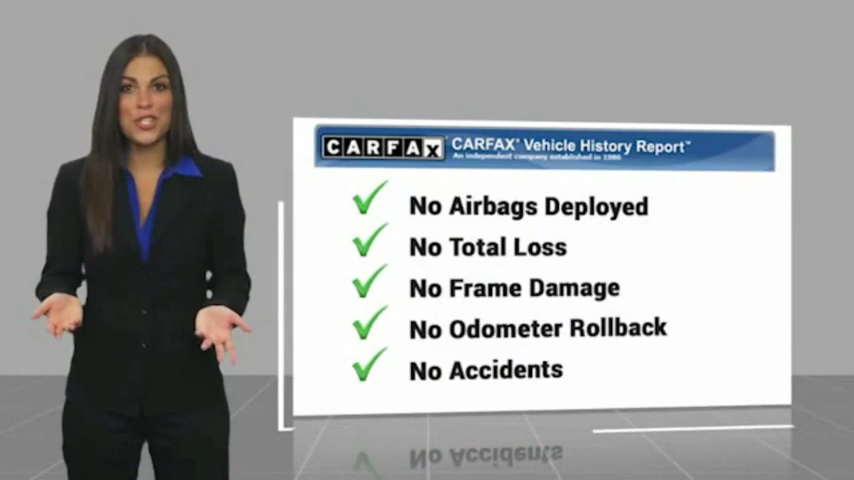 CARFAX CARFAX® Vehicle History Report™
An independent company established in 1986
No Airbags Deployed
No Total Loss
No Frame Damage
No Odometer Rollback
No Accidents
No Accidents